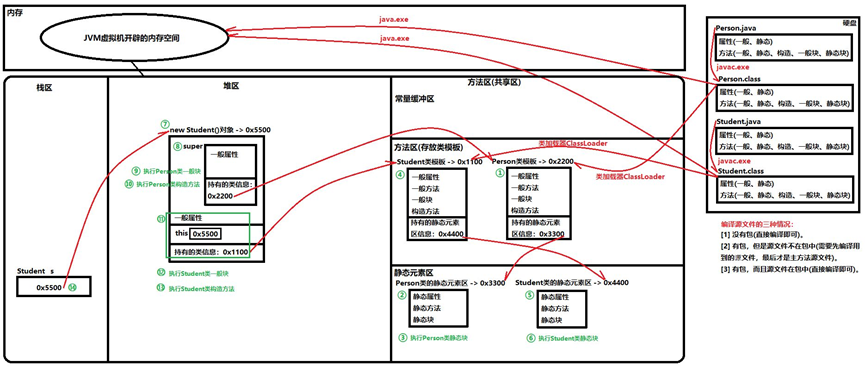 内存
JVM虚拟机开辟的内存空间
java.exe
java.exe
硬盘
Person.java
属性(一般、静态)
方法(一般、静态、构造、一般块、静态块)
javac.exe
Person.class
属性(一般、静态)
方法(一般、静态、构造、一般块、静态块)
Student.java
属性(一般、静态)
方法(一般、静态、构造、一般块、静态块)
javac.exe
Student.class
属性(一般、静态)
方法(一般、静态、构造、一般块、静态块)
编译源文件的三种情况：
[1] 没有包(直接编译即可)。
[2] 有包，但是源文件不在包中(需要先编译用
到的源文件，最后才是主方法源文件)。
[3] 有包，而且源文件在包中(直接编译即可)。
栈区
Student s
0x5500 ⑭
堆区
⑦
new Student()对象 -> 0x5500
⑧ super
一般属性
持有的类信息：
0x2200
⑨ 执行Person类一般块
⑩ 执行Person类构造方法
⑪
一般属性
this 0x5500
持有的类信息：0x1100
⑫ 执行Student类一般块
⑬ 执行Student类构造方法
方法区(共享区)
常量缓冲区
方法区(存放类模板)
类加载器ClassLoader
类加载器ClassLoader
Student类模板 -> 0x1100
④
一般属性
一般方法
一般块
构造方法
持有的静态元素
区信息：0x4400
Person类模板 -> 0x2200
①
一般属性
一般方法
一般块
构造方法
持有的静态元素
区信息：0x3300
静态元素区
Person类的静态元素区 -> 0x3300
②
静态属性
静态方法
静态块
③ 执行Person类静态块
Student类的静态元素区 -> 0x4400
⑤
静态属性
静态方法
静态块
⑥ 执行Student类静态块